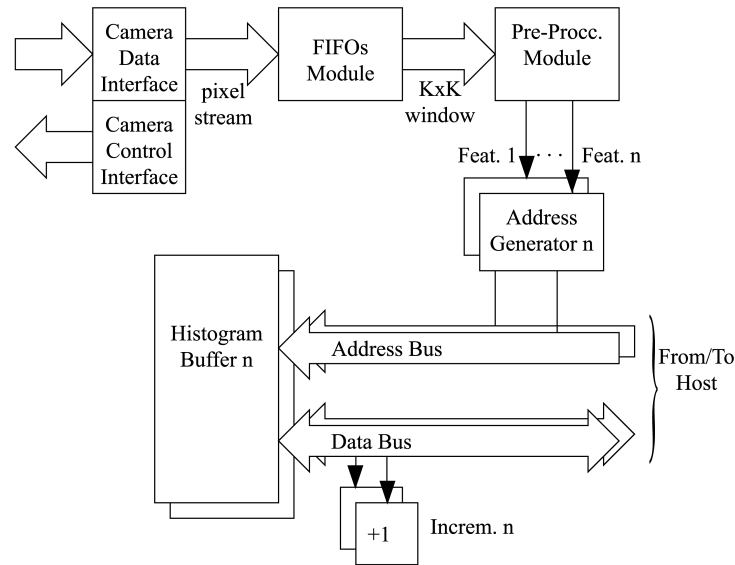 Camera
Data
Interface
pixel
stream
FIFOs
Module
KxK
window
Pre-Procc.
Module
Camera
Control
Interface
Feat. 1 · · · Feat. n
Address
Generator n
Histogram
Buffer n
Address Bus
From/To
Host
Data Bus
+1
Increm. n